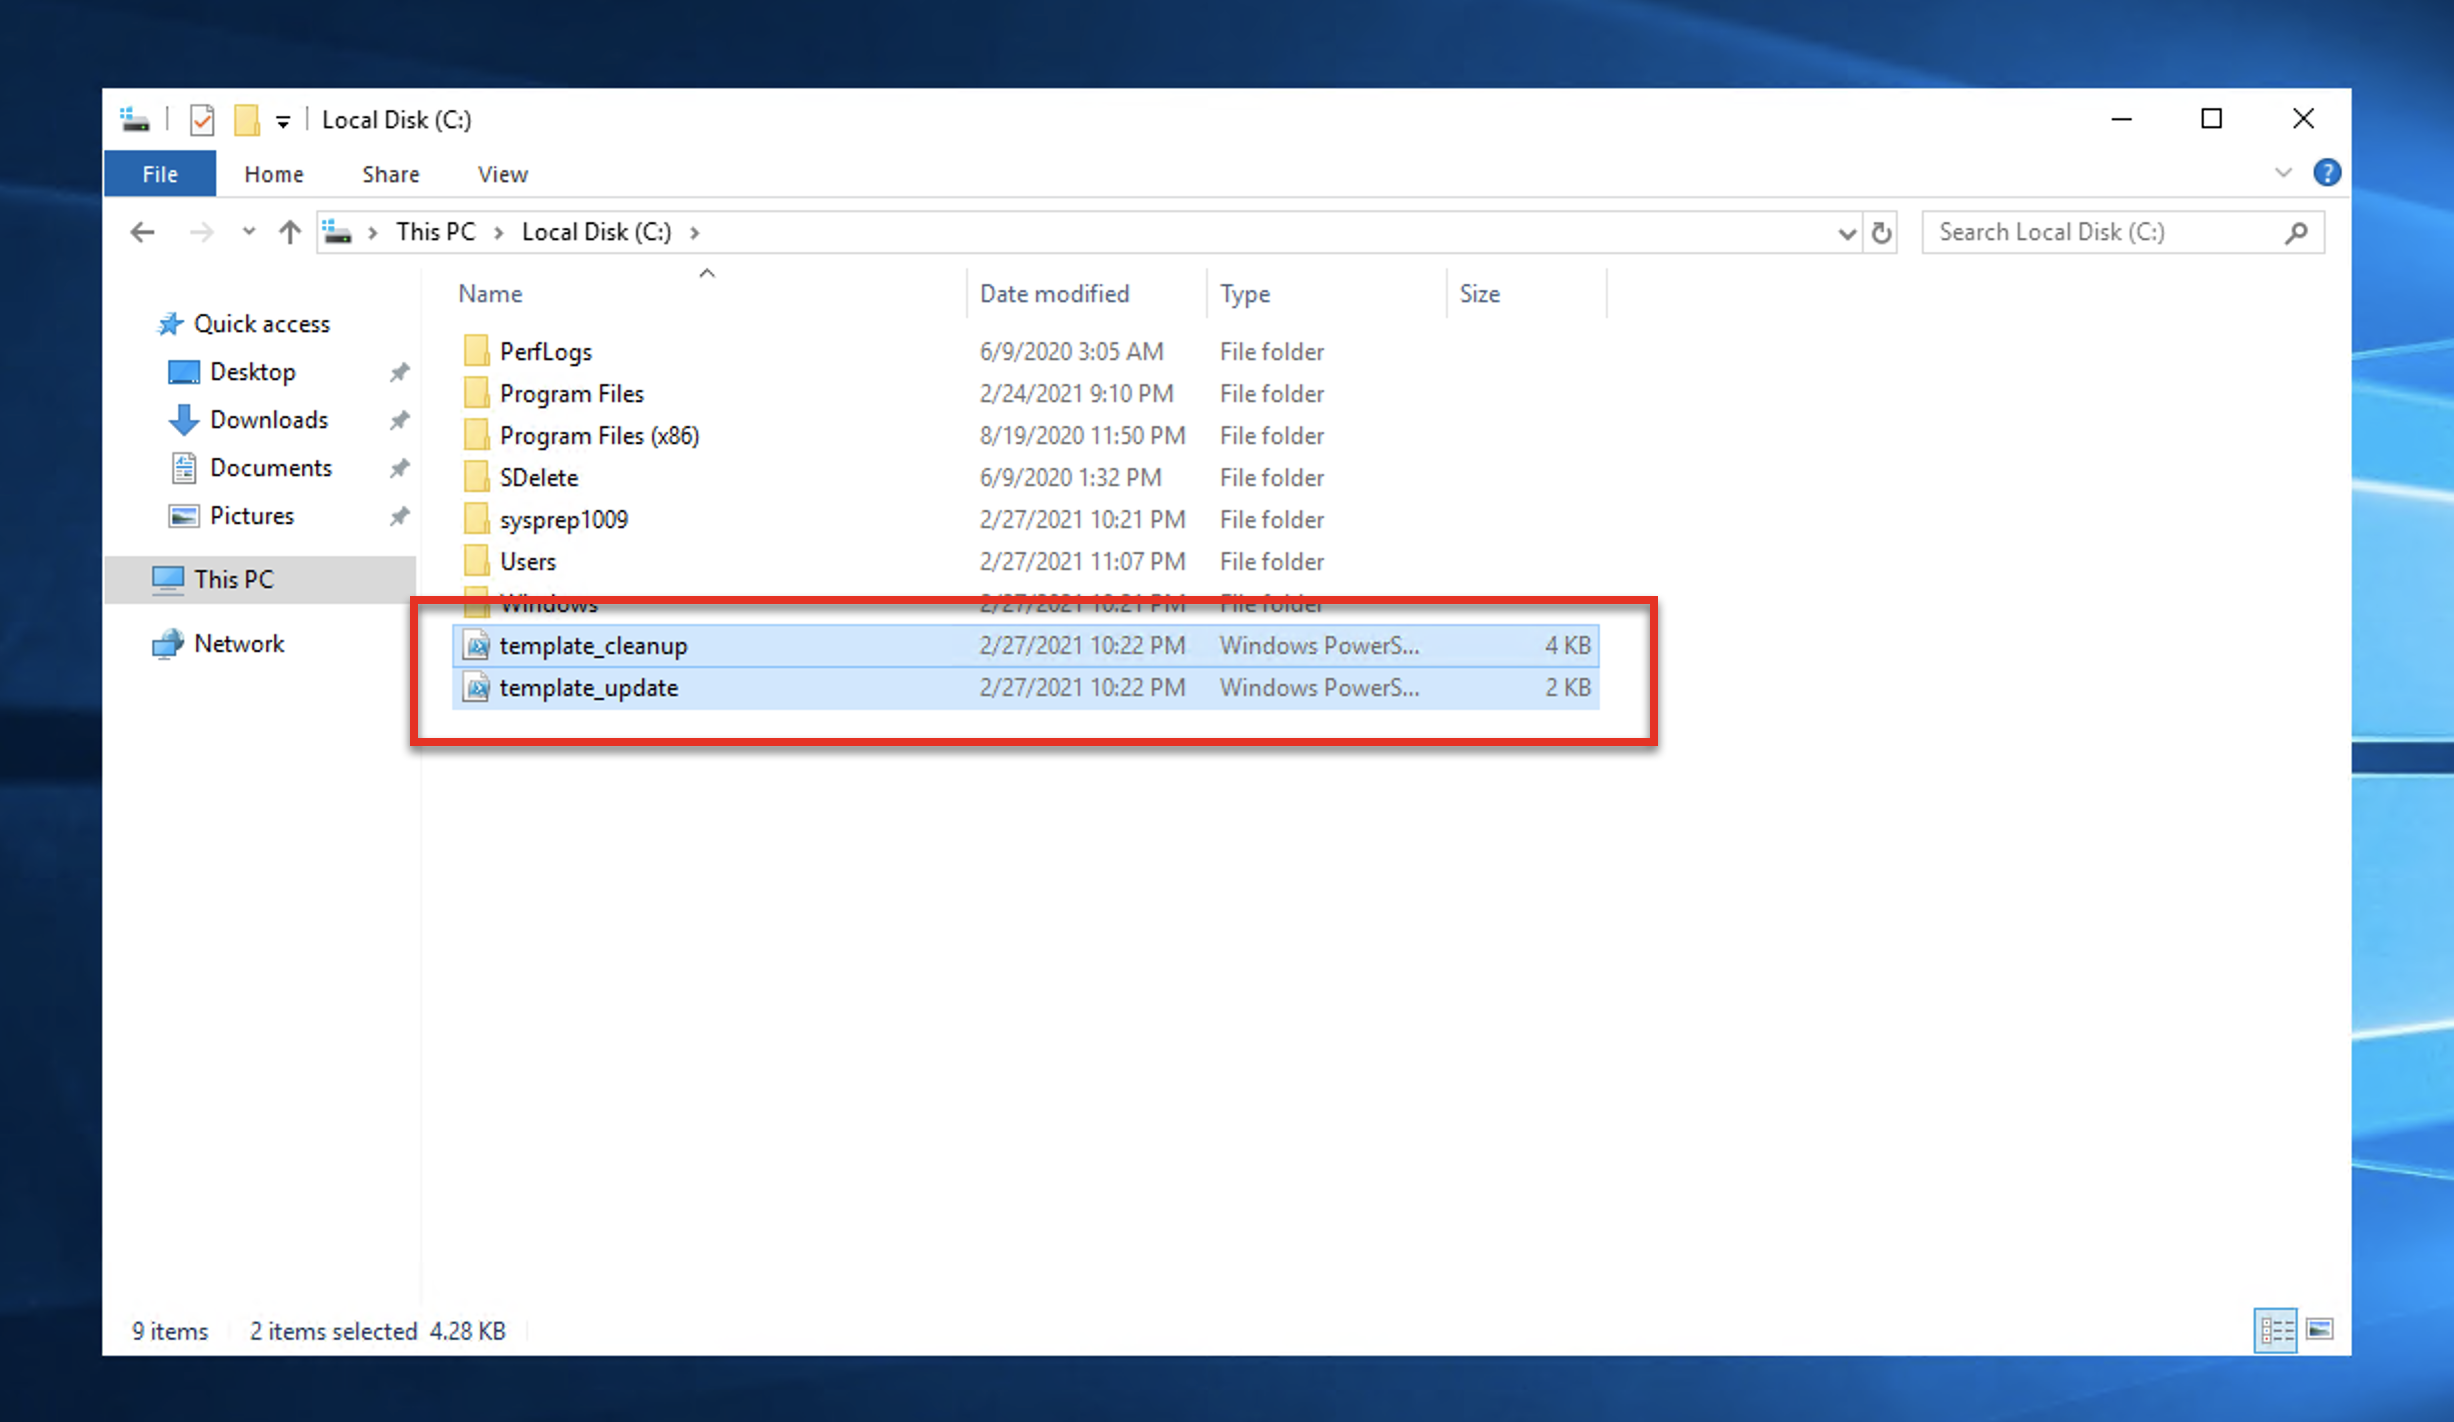 Local Disk (C:)
File Home Share View
This PC Local Disk (C:) Search Local Disk (C:)
Name Date modified Type Size
Quick access
Desktop
Downloads
Documents
Pictures
This PC
Network
PerfLogs 6/9/2020 3:05 AM File folder
Program Files 2/24/2021 9:10 PM File folder
Program Files (x86) 8/19/2020 11:50 PM File folder
SDelete 6/9/2020 1:32 PM File folder
sysprep1009 2/27/2021 10:21 PM File folder
Users 2/27/2021 11:07 PM File folder
Windows 2/27/2021 10:21 PM File folder
template_cleanup 2/27/2021 10:22 PM Windows PowerS... 4 KB
template_update 2/27/2021 10:22 PM Windows PowerS... 2 KB
9 items 2 items selected 4.28 KB